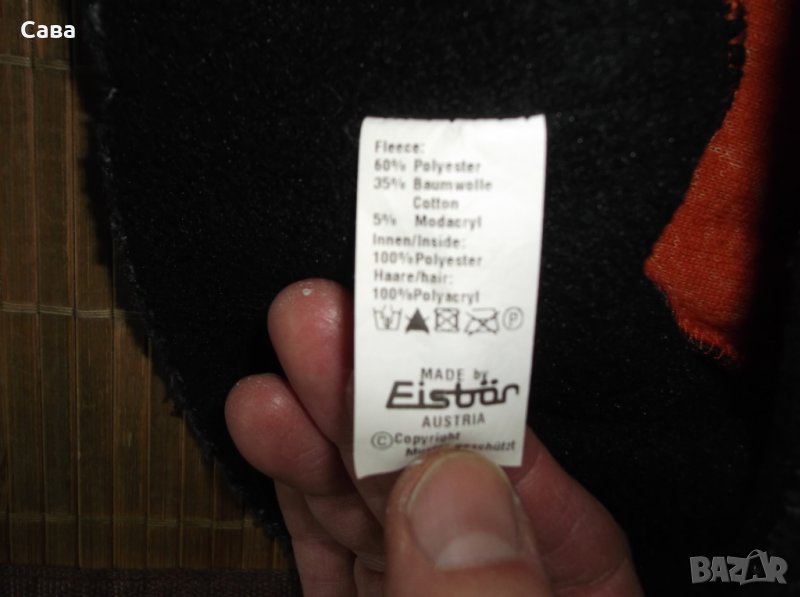 Сава
Fleece:
60% Polyester
35% Baumwolle
Cotton
5% Modacryl
Innen/Inside:
100%Polyester
Haare/hair:
100%Polyacryl
P
MADE by
Eisbär
AUSTRIA
© Copyright
BAZAR